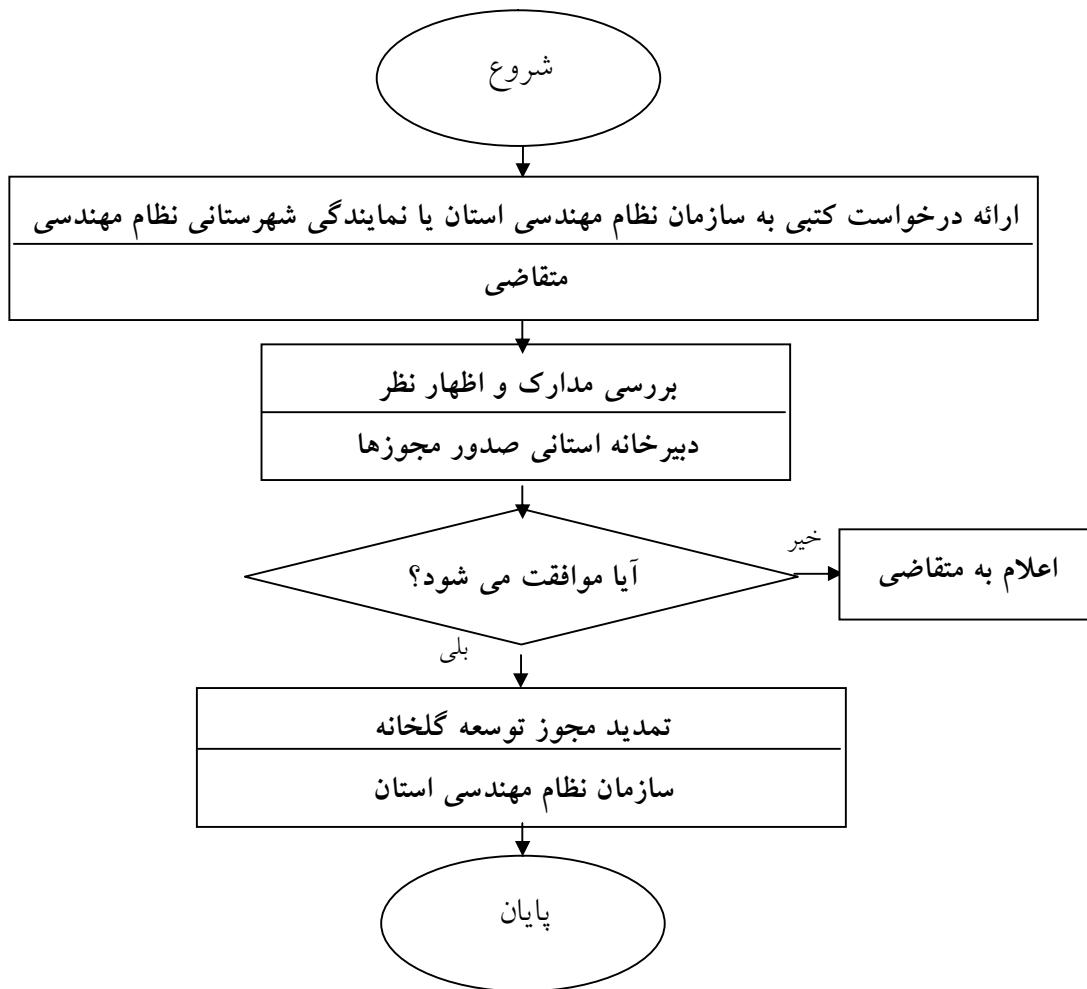 شروع
ارائه درخواست کتبی به سازمان نظام مهندسی استان یا نمایندگی شهرستانی نظام مهندسی
متقاضی
بررسی مدارک و اظهار نظر
دبیرخانه استانی صدور مجوزها
آیا موافقت می شود؟
خیر
اعلام به متقاضی
بلی
تمدید مجوز توسعه گلخانه
سازمان نظام مهندسی استان
پایان